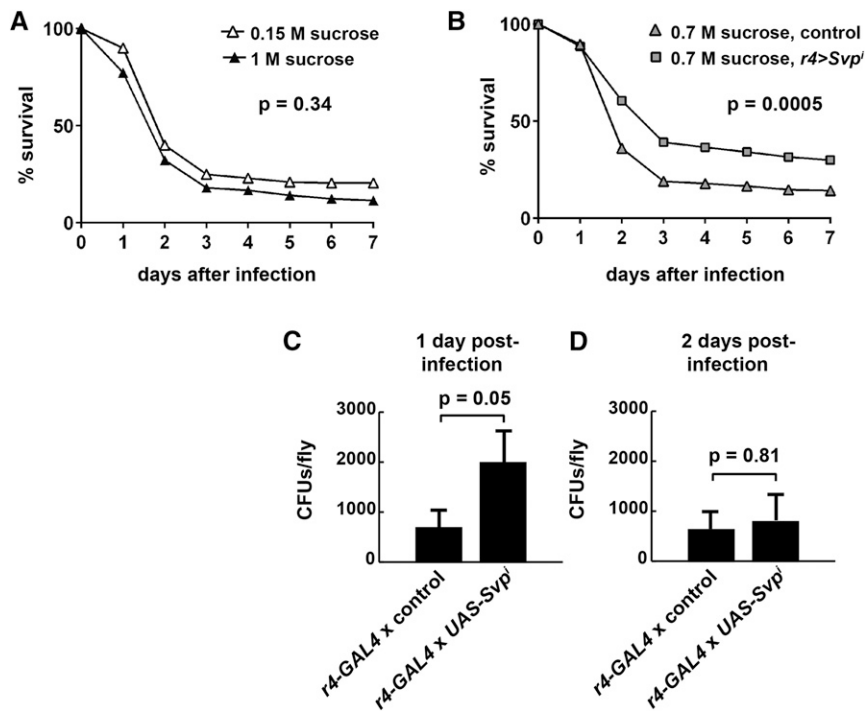 A
0.15 M sucrose
1 M sucrose
p = 0.34
% survival
100
50
0
0 1 2 3 4 5 6 7
days after infection
B
0.7 M sucrose, control
0.7 M sucrose, r4>Svpⁱ
p = 0.0005
% survival
100
50
0
0 1 2 3 4 5 6 7
days after infection
C
1 day post-
infection
p = 0.05
CFUs/fly
3000
2000
1000
0
r4-GAL4 x control
r4-GAL4 x UAS-Svpⁱ
D
2 days post-
infection
p = 0.81
CFUs/fly
3000
2000
1000
0
r4-GAL4 x control
r4-GAL4 x UAS-Svpⁱ